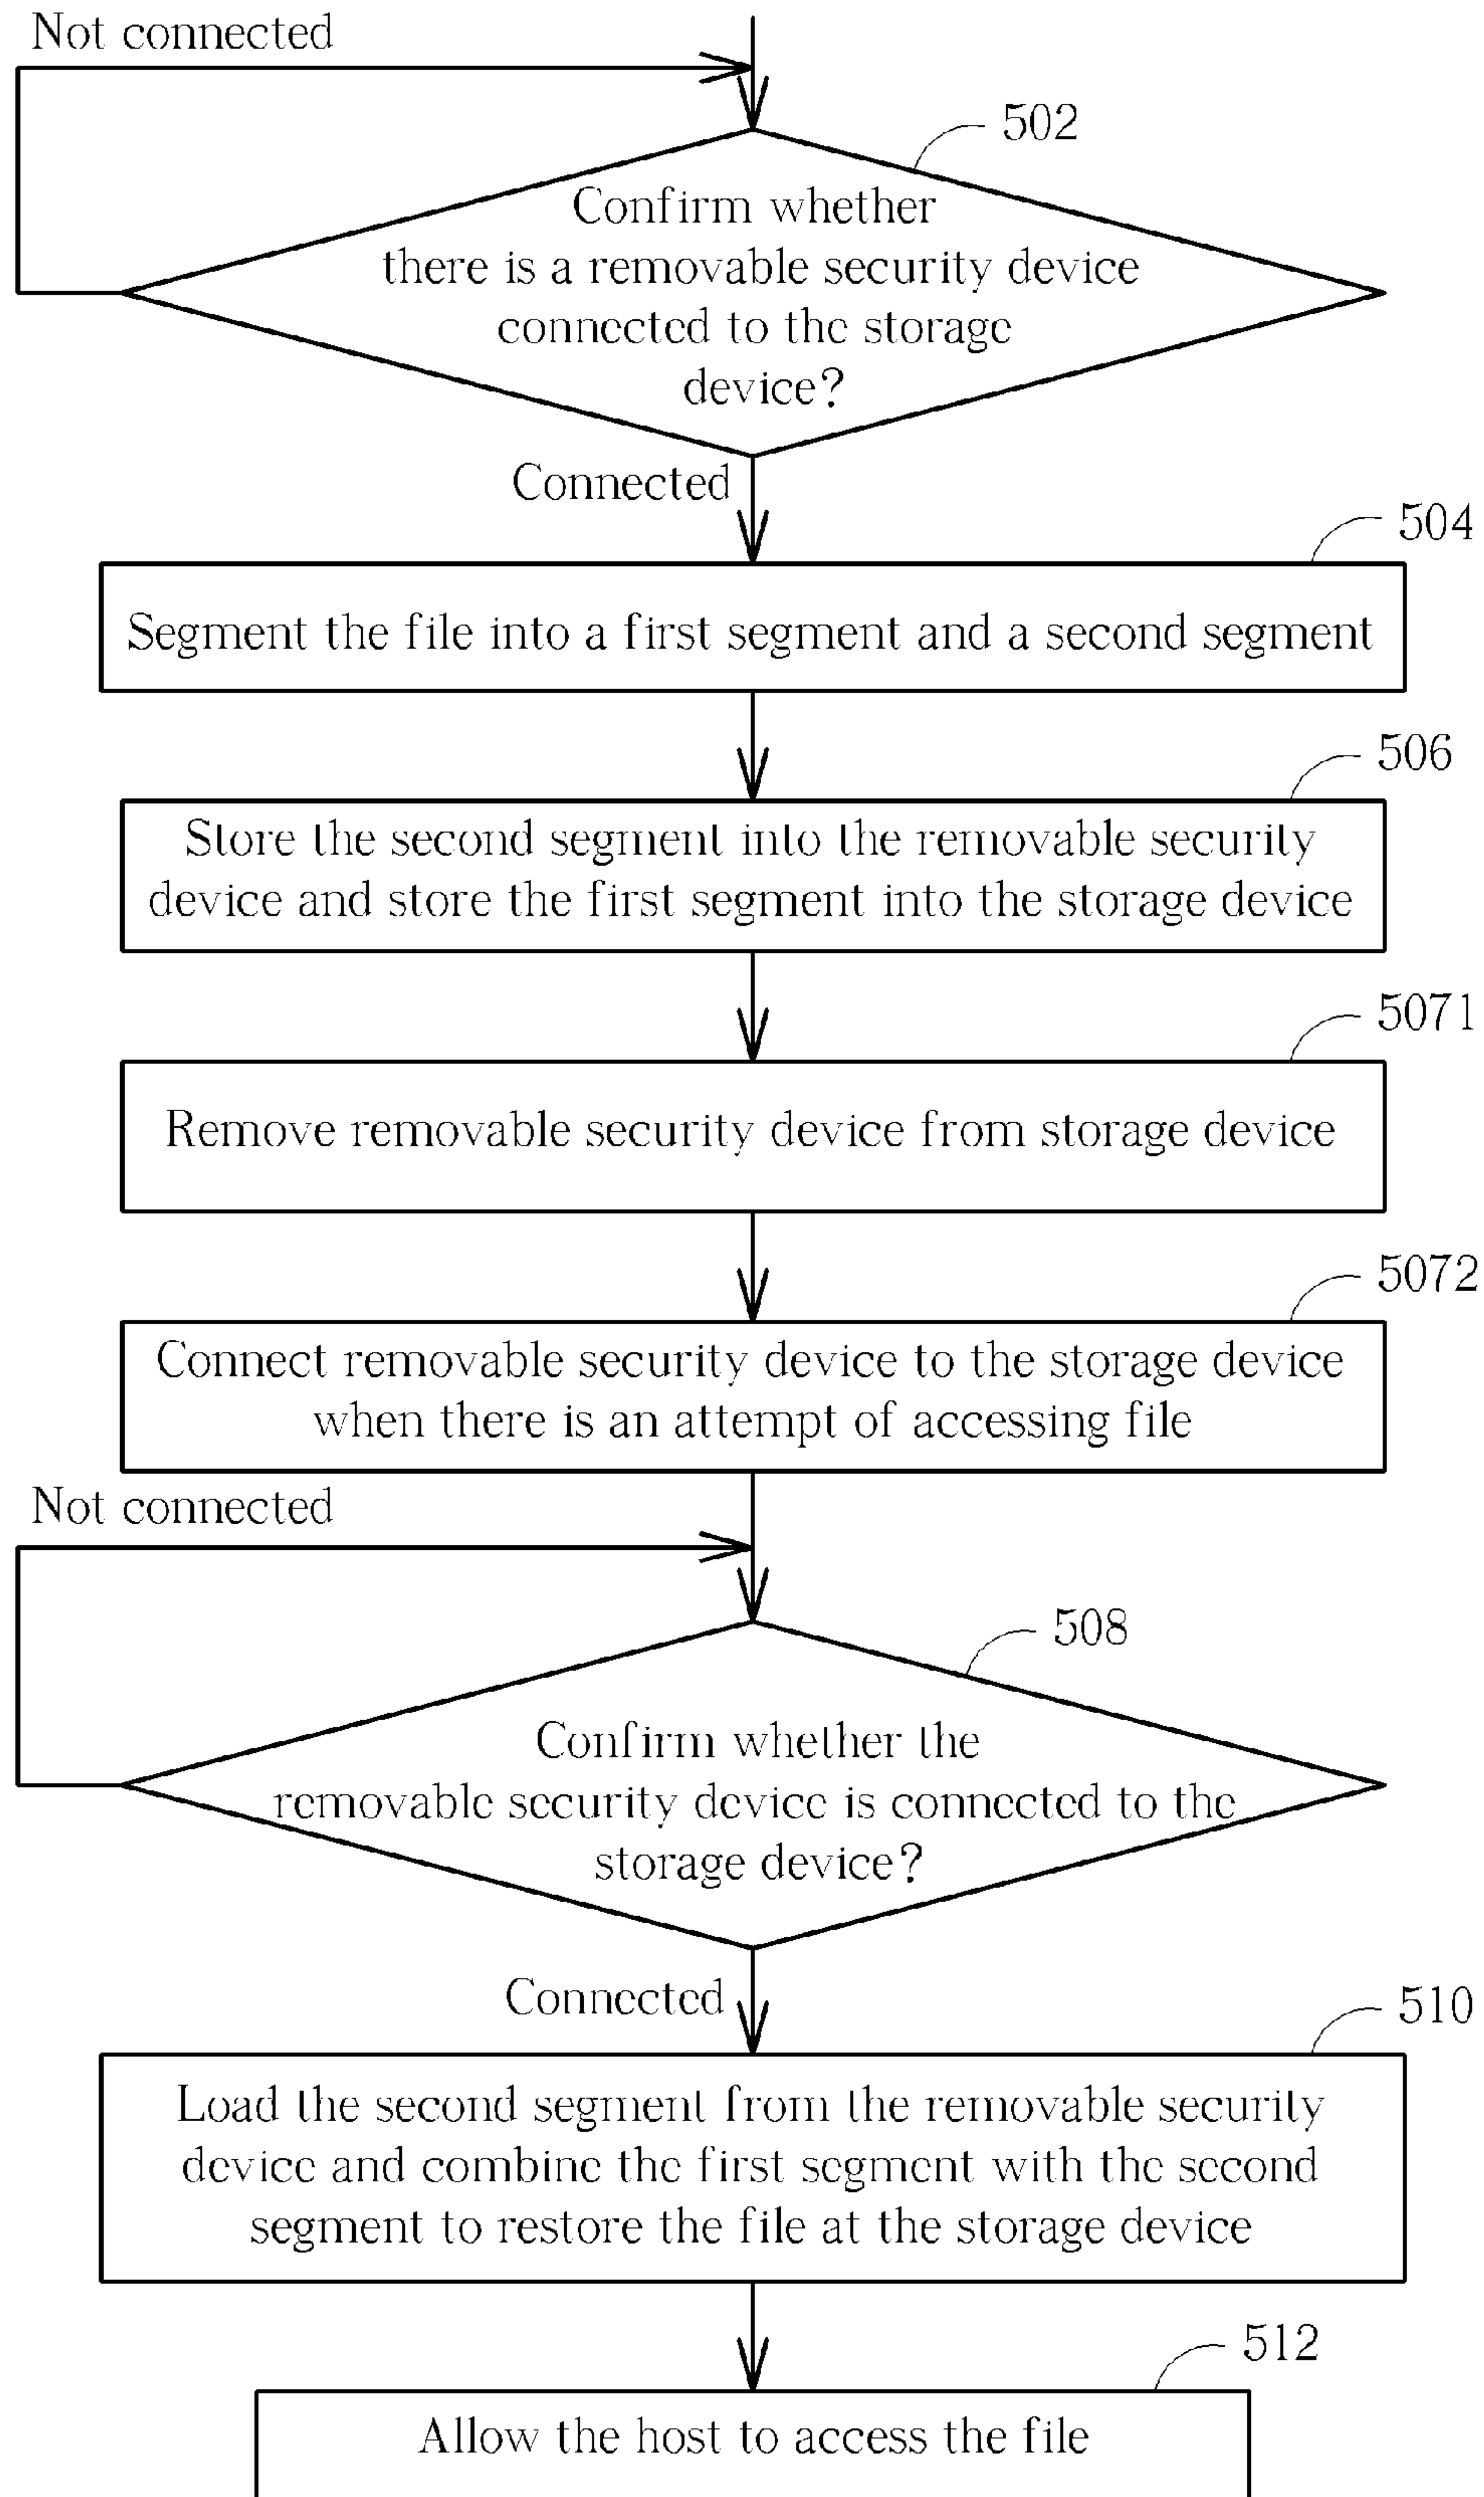 Not connected
502
Confirm whether
there is a removable security device
connected to the storage
device?
Connected
504
Segment the file into a first segment and a second segment
506
Store the second segment into the removable security
device and store the first segment into the storage device
5071
Remove removable security device from storage device
5072
Connect removable security device to the storage device
when there is an attempt of accessing file
Not connected
508
Confirm whether the
removable security device is connected to the
storage device?
Connected
510
Load the second segment from the removable security
device and combine the first segment with the second
segment to restore the file at the storage device
512
Allow the host to access the file